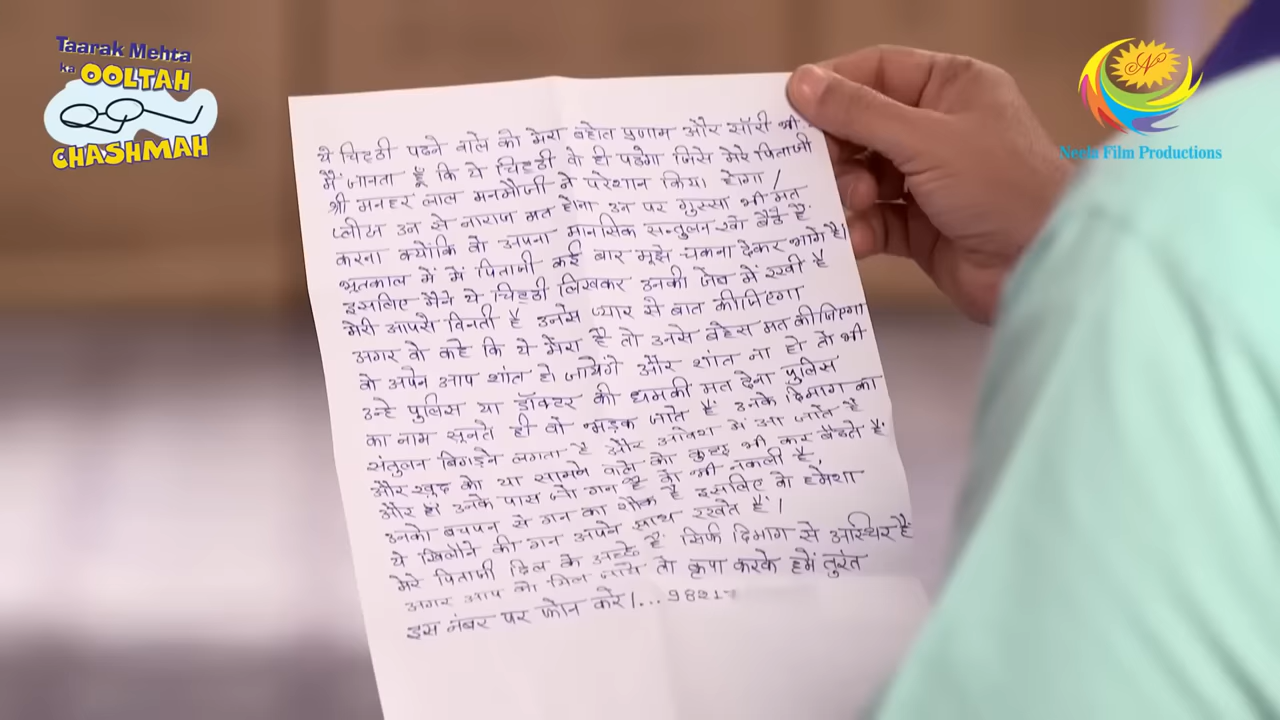 Taarak Mehta
ka OOLTAH
CHASHMAH
Neela Film Productions
ये चिट्ठी पढने वाले को मेरा बहोत प्रणाम और सॉरी भी..
मैं जानता हूँ कि ये चिट्ठी वो ही पडेगा जिसे मेरे पिताजी
श्री मनहर लाल मनमौजी ने परेशान किया होगा।
प्लीज उन से नाराज मत होना उन पर गुस्सा भी मत
करना क्योंकि वो अपना मानसिक सन्तुलन खो बैठे है.
भूतकाल में मे पिताजी कई बार मूझे चकमा देकर भागे है।
इसलिए मैने ये चिट्ठी लिखकर उनकी जेब में रखी है
मेरी आपसे विनती है उनसे प्यार से बात कीजिएगा
अगर वो कहे कि ये मेरा है तो उनसे बहेस मत कीजिएगा
वो अपने आप शांत हो जायेंगे और शांत ना हो तो भी
उन्हे पुलिस या डॉक्टर की धमकी मत देना पुलिस
का नाम सूनते ही वो भड़क जाते है उनके दिमाग का
संतुलन बिगड़ने लगता है और आवेश में आ जाते है
और खुद को या सामने वाले को कुछ भी कर बैठते है
और हां उनके पास जो गन है वो भी नकली है,
उनको बचपन से गन का शौक है इसलिए वो हमेशा
ये खिलौने की गन अपने साथ रखते है।
मेरे पिताजी दिल के अच्छे है सिर्फ दिमाग से अस्थिर है
अगर आप को मिल जाये तो कृपा करके हमें तुरंत
इस नंबर पर फोन करे।...98217